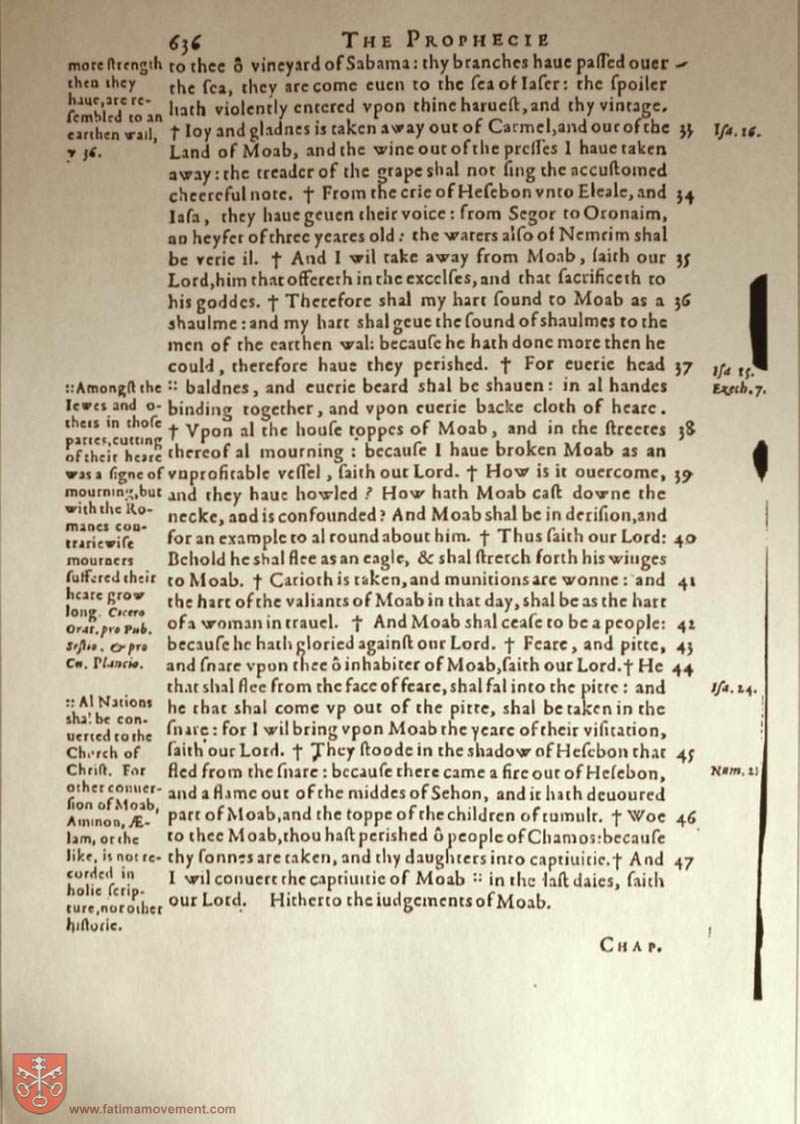 636 THE PROPHECIE
more ſtrength
then they
haue, are re-
ſembled to an
earthen wall,
v 36.
to thee ô vineyard of Sabama: thy branches haue paſſed ouer
the ſea, they are come euen to the ſea of Iaſer: the ſpoiler
hath violently entered vpon thine harueſt, and thy vintage.
† Ioy and gladnes is taken away out of Carmel, and out of the 33 Iſa. 16.
Land of Moab, and the wine out of the preſſes I haue taken
away: the treader of the grape shal not ſing the accuſtomed
cheereful note. † From the crie of Heſebon vnto Eleale, and 34
Iaſa, they haue geuen their voice: from Segor to Oronaim,
an heyfer of three yeares old: the waters alſo of Nemrim shal
be verie il. † And I wil take away from Moab, ſaith our 35
Lord, him that offereth in the excelſes, and that ſacrificeth to
his goddes. † Therefore shal my hart ſound to Moab as a 36
shaulme: and my hart shal geue the ſound of shaulmes to the
men of the earthen wal: becauſe he hath done more then he
could, therefore haue they perished. † For euerie head 37 Iſa 15.
Ezech. 7.
:: baldnes, and euerie beard shal be shauen: in al handes
binding together, and vpon euerie backe cloth of heare.
† Vpon al the houſe toppes of Moab, and in the ſtreetes 38
thereof al mourning: becauſe I haue broken Moab as an
vnprofitable veſſel, ſaith our Lord. † How is it ouercome, 39
and they haue howled? How hath Moab caſt downe the
necke, and is confounded? And Moab shal be in deriſion, and
for an example to al round about him. † Thus ſaith our Lord: 40
Behold he shal flee as an eagle, & shal ſtretch forth his winges
to Moab. † Carioth is taken, and munitions are wonne: and 41
the hart of the valiants of Moab in that day, shal be as the hart
of a woman in trauel. † And Moab shal ceaſe to be a people: 42
becauſe he hath gloried againſt our Lord. † Feare, and pitte, 43
and ſnare vpon thee ô inhabiter of Moab, ſaith our Lord. † He 44
that shal flee from the face of feare, shal fal into the pitte: and Iſa. 24.
he that shal come vp out of the pitte, shal be taken in the
ſnare: for I wil bring vpon Moab the yeare of their viſitation,
ſaith our Lord. † They ſtoode in the shadow of Heſebon that 45
fled from the ſnare: becauſe there came a fire out of Heſebon, Num. 21
and a flame out of the middes of Sehon, and it hath deuoured
part of Moab, and the toppe of the children of tumult. † Woe 46
to thee Moab, thou haſt perished ô people of Chamos: becauſe
thy ſonnes are taken, and thy daughters into captiuitie. † And 47
I wil conuert the captiuitie of Moab :: in the laſt daies, ſaith
our Lord. Hitherto the iudgements of Moab.
:: Amongſt the
Iewes and o-
thers in thoſe
partes, cutting
of their heare
was a ſigne of
mourning, but
with the Ro-
manes con-
trariewiſe
mourners
ſuffered their
heare grow
long. Cicero
Orat. pro Pub.
Seſtio. & pro
Cn. Plancio.
:: Al Nations
shal be con-
uerted to the
Church of
Chriſt. For
other conuer-
ſion of Moab,
Ammon, Æ-
lam, or the
like, is not re-
corded in
holie ſcrip-
ture, nor other
hiſtorie.
CHAP.
www.fatimamovement.com